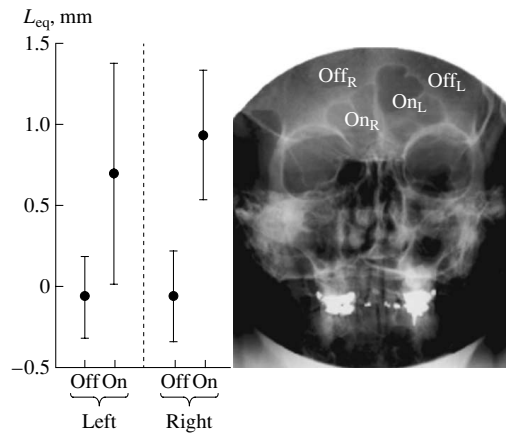 L_eq, mm
1.5
1.0
0.5
0
−0.5
Off On Off On
Left Right
Off_R Off_L
On_L
On_R